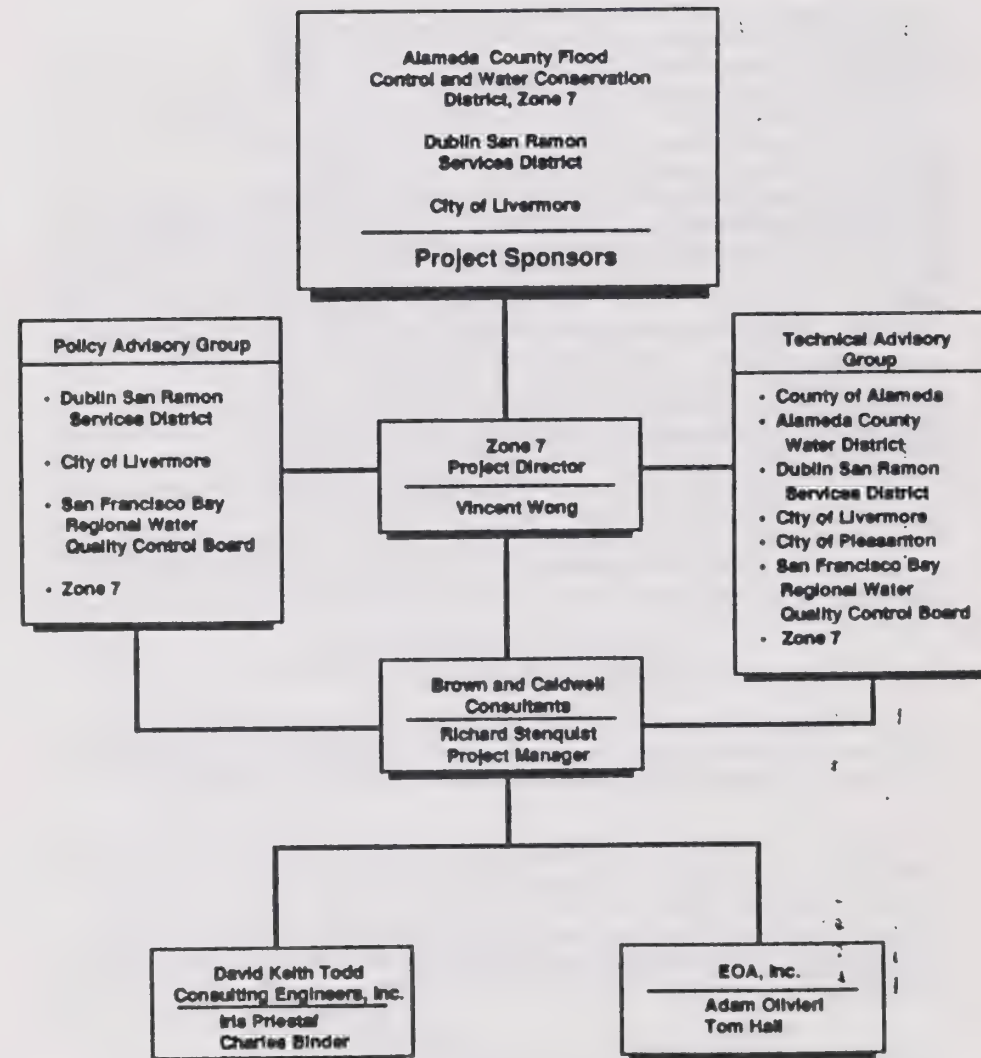 Alameda County Flood
Control and Water Conservation
District, Zone 7
Dublin San Ramon
Services District
City of Livermore
Project Sponsors
Policy Advisory Group
• Dublin San Ramon
Services District
• City of Livermore
• San Francisco Bay
Regional Water
Quality Control Board
• Zone 7
Zone 7
Project Director
Vincent Wong
Technical Advisory
Group
• County of Alameda
• Alameda County
Water District
• Dublin San Ramon
Services District
• City of Livermore
• City of Pleasanton
• San Francisco Bay
Regional Water
Quality Control Board
• Zone 7
Brown and Caldwell
Consultants
Richard Stenquist
Project Manager
David Keith Todd
Consulting Engineers, Inc.
Iris Priestaf
Charles Binder
EOA, Inc.
Adam Olivieri
Tom Hall